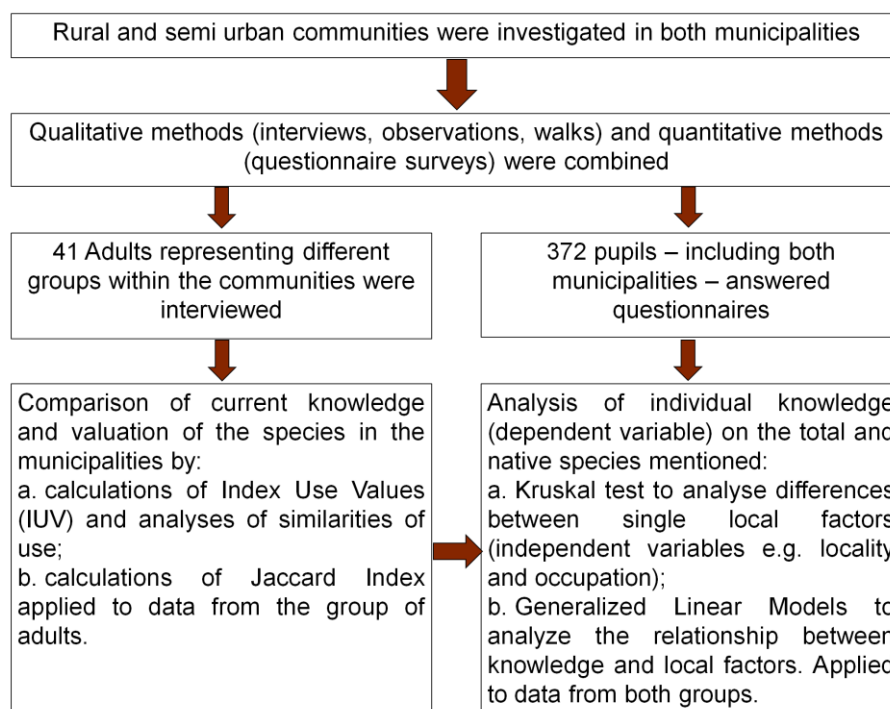 Rural and semi urban communities were investigated in both municipalities
Qualitative methods (interviews, observations, walks) and quantitative methods
(questionnaire surveys) were combined
41 Adults representing different
groups within the communities were
interviewed
372 pupils – including both
municipalities – answered
questionnaires
Comparison of current knowledge
and valuation of the species in the
municipalities by:
a. calculations of Index Use Values
(IUV) and analyses of similarities of
use;
b. calculations of Jaccard Index
applied to data from the group of
adults.
Analysis of individual knowledge
(dependent variable) on the total and
native species mentioned:
a. Kruskal test to analyse differences
between single local factors
(independent variables e.g. locality
and occupation);
b. Generalized Linear Models to
analyze the relationship between
knowledge and local factors. Applied
to data from both groups.